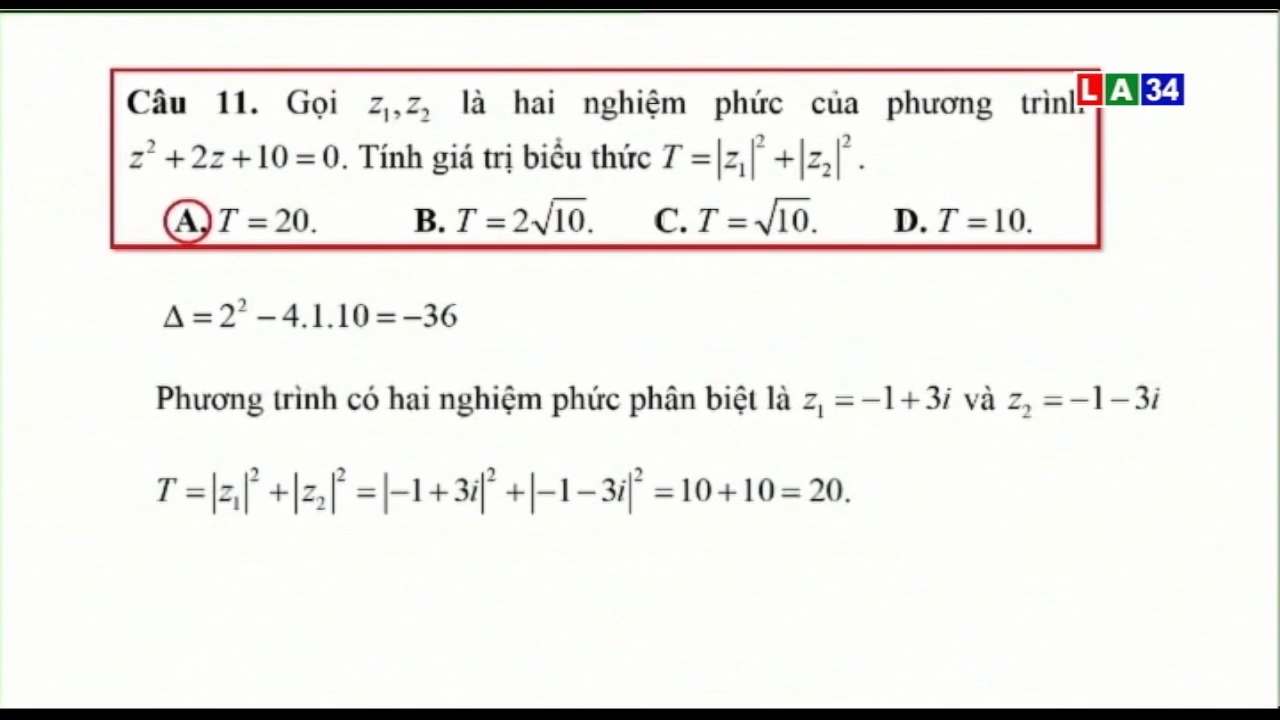 Câu 11. Gọi z₁,z₂ là hai nghiệm phức của phương trình
LA34
z² + 2z + 10 = 0. Tính giá trị biểu thức T = |z₁|² + |z₂|².
A. T = 20. B. T = 2√10. C. T = √10. D. T = 10.
Δ = 2² − 4.1.10 = −36
Phương trình có hai nghiệm phức phân biệt là z₁ = −1 + 3i và z₂ = −1 − 3i
T = |z₁|² + |z₂|² = |−1 + 3i|² + |−1 − 3i|² = 10 + 10 = 20.